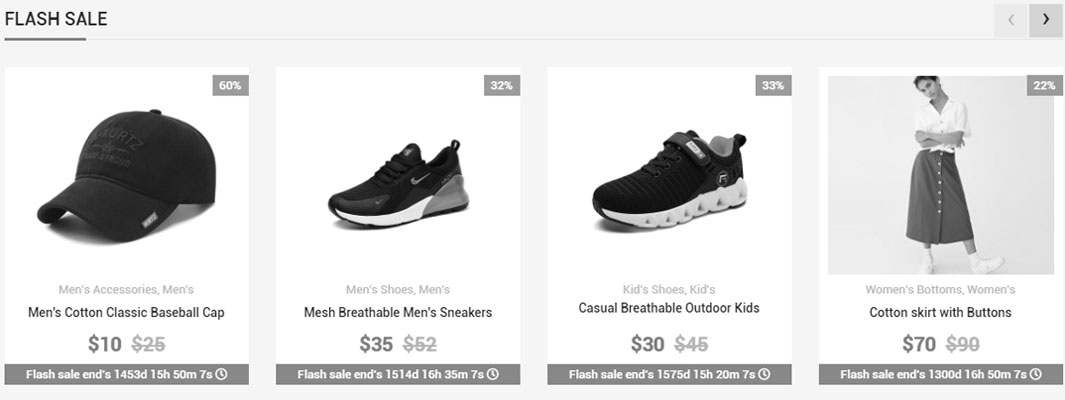 FLASH SALE
60%
Men's Accessories, Men's
Men's Cotton Classic Baseball Cap
$10 $25
Flash sale end's 1453d 15h 50m 7s
32%
Men's Shoes, Men's
Mesh Breathable Men's Sneakers
$35 $52
Flash sale end's 1514d 16h 35m 7s
33%
Kid's Shoes, Kid's
Casual Breathable Outdoor Kids
$30 $45
Flash sale end's 1575d 15h 20m 7s
22%
Women's Bottoms, Women's
Cotton skirt with Buttons
$70 $90
Flash sale end's 1300d 16h 50m 7s